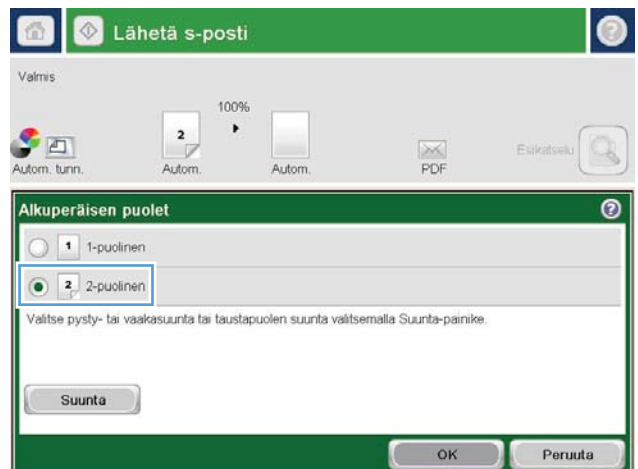 Lähetä s-posti
?
Valmis
100%
2
Autom. tunn.
Autom.
Autom.
PDF
Esikatselu
Alkuperäisen puolet
?
1 1-puolinen
2 2-puolinen
Valitse pysty- tai vaakasuunta tai taustapuolen suunta valitsemalla Suunta-painike.
Suunta
OK Peruuta